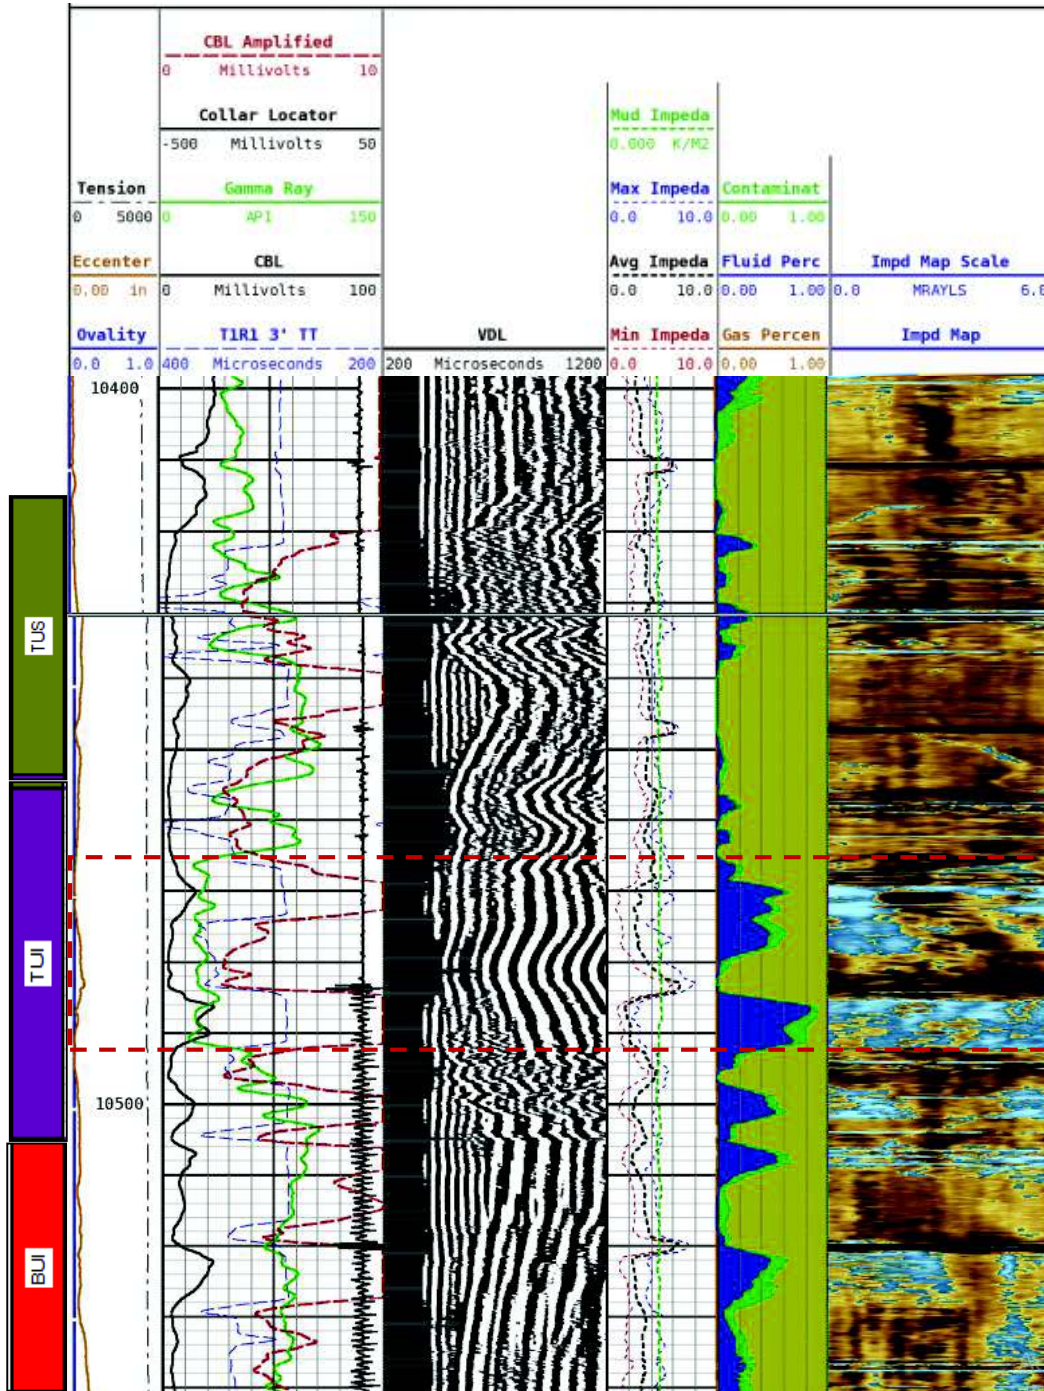 CBL Amplified
0 Millivolts 10
Collar Locator
-500 Millivolts 50
Mud Impeda
0.000 K/M2
Tension
0 5000
Gamma Ray
0 API 150
Max Impeda
0.0 10.0
Contaminat
0.00 1.00
Eccenter
0.00 in
CBL
0 Millivolts 100
Avg Impeda
0.0 10.0
Fluid Perc
0.00 1.00
Impd Map Scale
0.0 MRAYLS 6.0
Ovality
0.0 1.0
T1R1 3' TT
400 Microseconds 200
VDL
200 Microseconds 1200
Min Impeda
0.0 10.0
Gas Percen
0.00 1.00
Impd Map
10400
TUS
TUI
10500
BUI